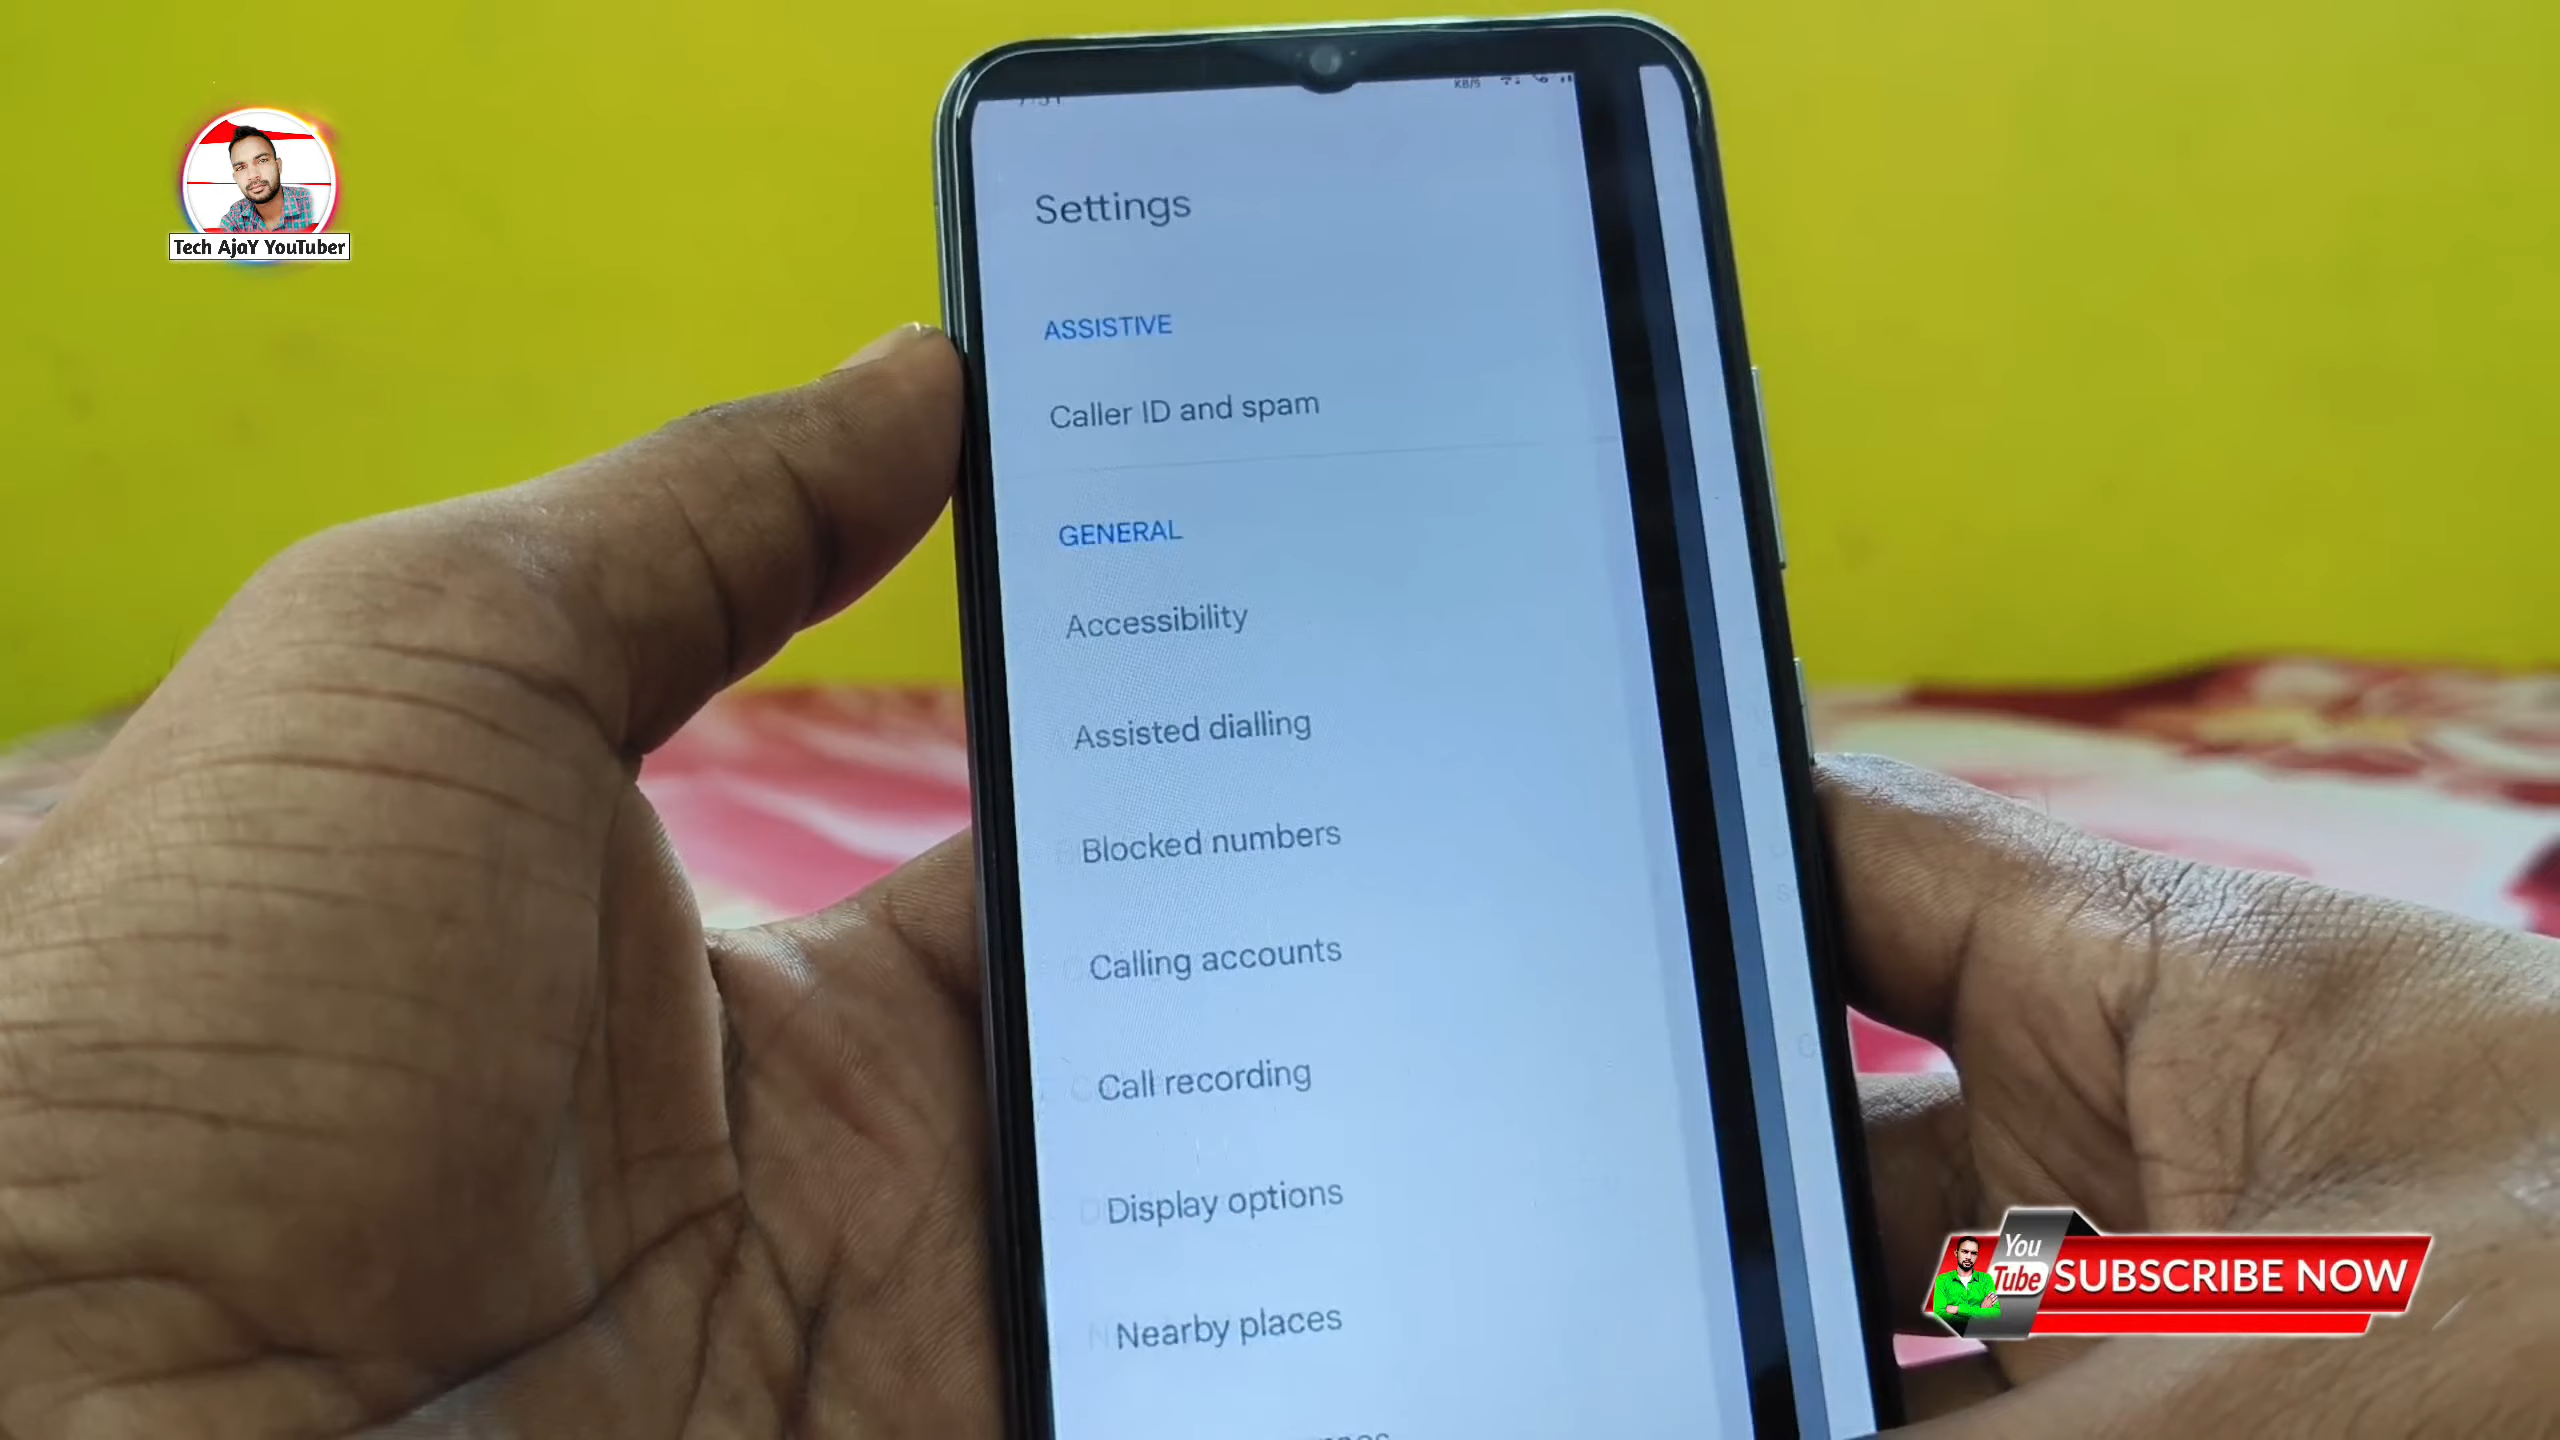 Tech AjaY YouTuber
KB/S
Settings
ASSISTIVE
Caller ID and spam
GENERAL
Accessibility
Assisted dialling
Blocked numbers
Calling accounts
Call recording
Display options
Nearby places
You
Tube
SUBSCRIBE NOW